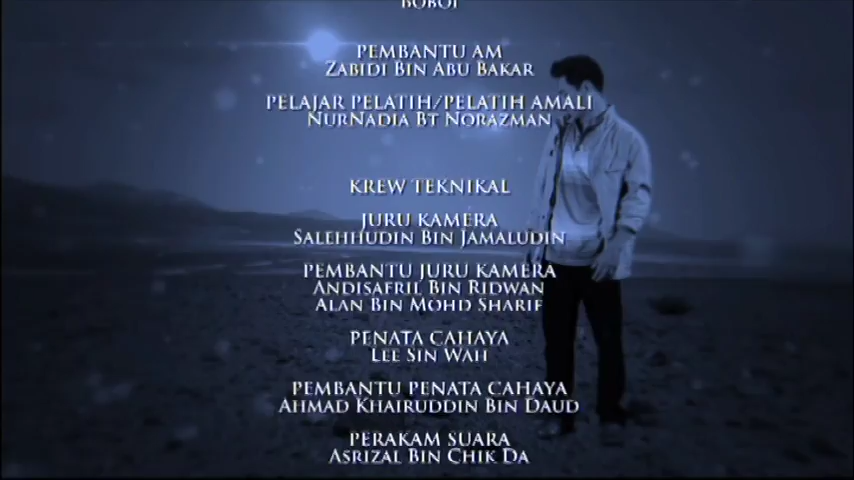 BOBOI
PEMBANTU AM
ZABIDI BIN ABU BAKAR
PELAJAR PELATIH/PELATIH AMALI
NURNADIA BT NORAZMAN
KREW TEKNIKAL
JURU KAMERA
SALEHHUDIN BIN JAMALUDIN
PEMBANTU JURU KAMERA
ANDISAFRIL BIN RIDWAN
ALAN BIN MOHD SHARIF
PENATA CAHAYA
LEE SIN WAH
PEMBANTU PENATA CAHAYA
AHMAD KHAIRUDDIN BIN DAUD
PERAKAM SUARA
ASRIZAL BIN CHIK DA